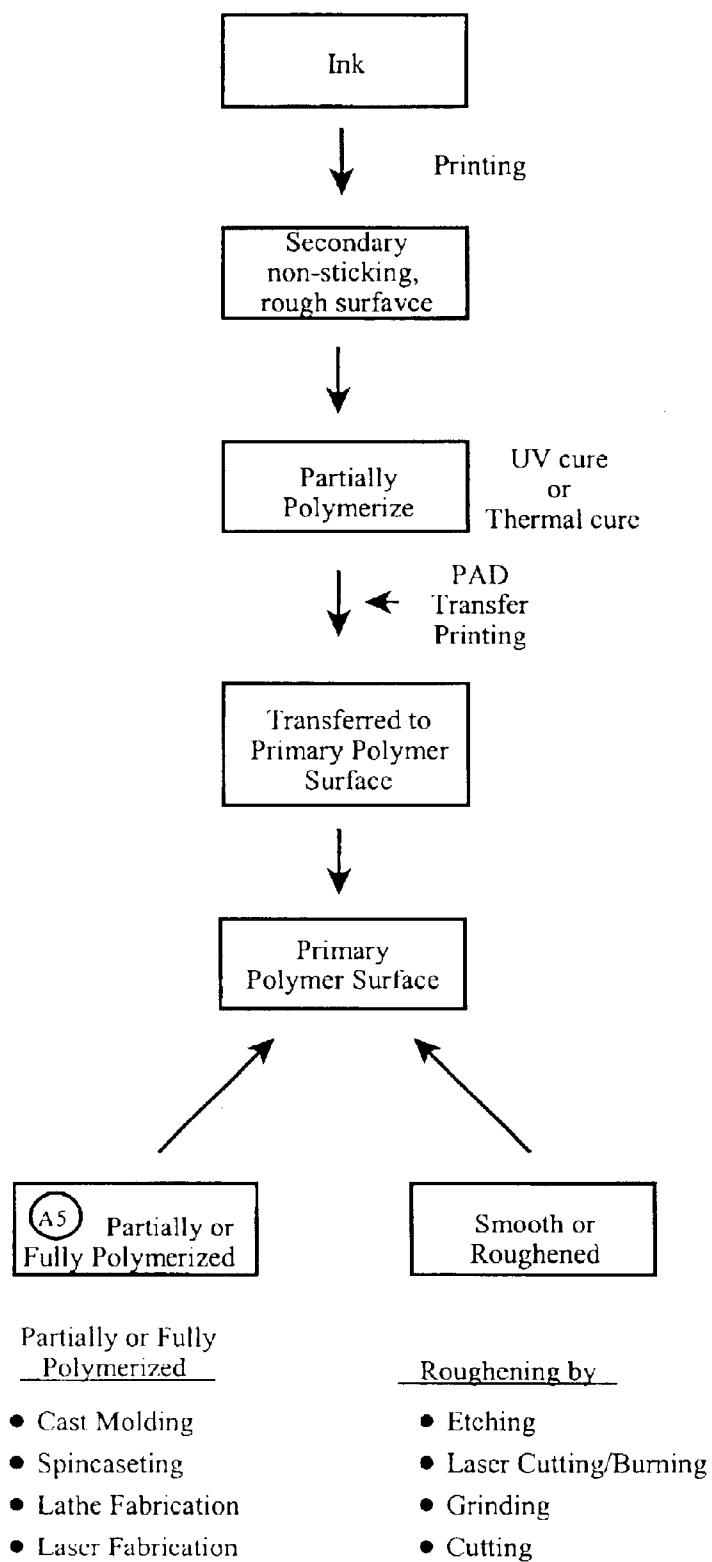 Ink
Printing
Secondary
non-sticking,
rough surfavce
Partially
Polymerize
UV cure
or
Thermal cure
PAD
Transfer
Printing
Transferred to
Primary Polymer
Surface
Primary
Polymer Surface
A5 Partially or
Fully Polymerized
Smooth or
Roughened
Partially or Fully
Polymerized
• Cast Molding
• Spincaseting
• Lathe Fabrication
• Laser Fabrication
Roughening by
• Etching
• Laser Cutting/Burning
• Grinding
• Cutting